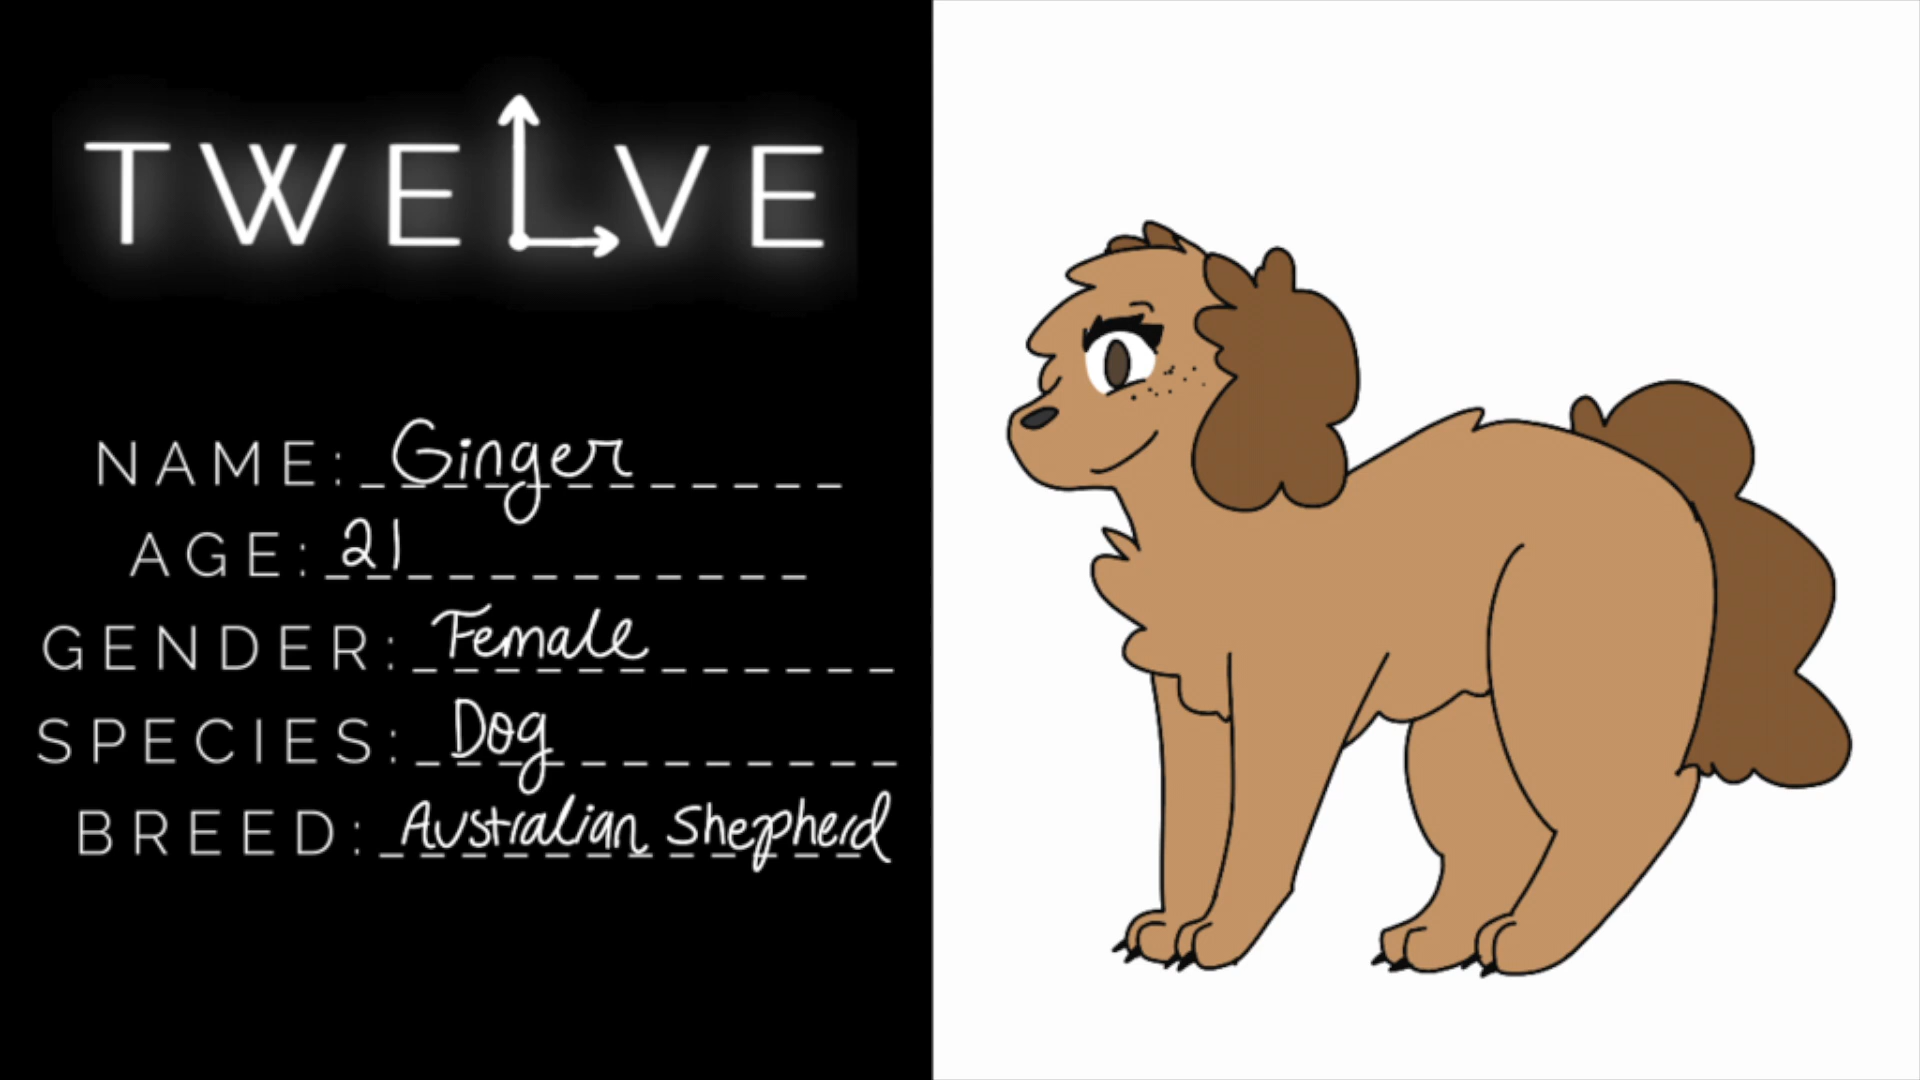 TWELVE
NAME: Ginger
AGE: 21
GENDER: Female
SPECIES: Dog
BREED: Australian Shepherd